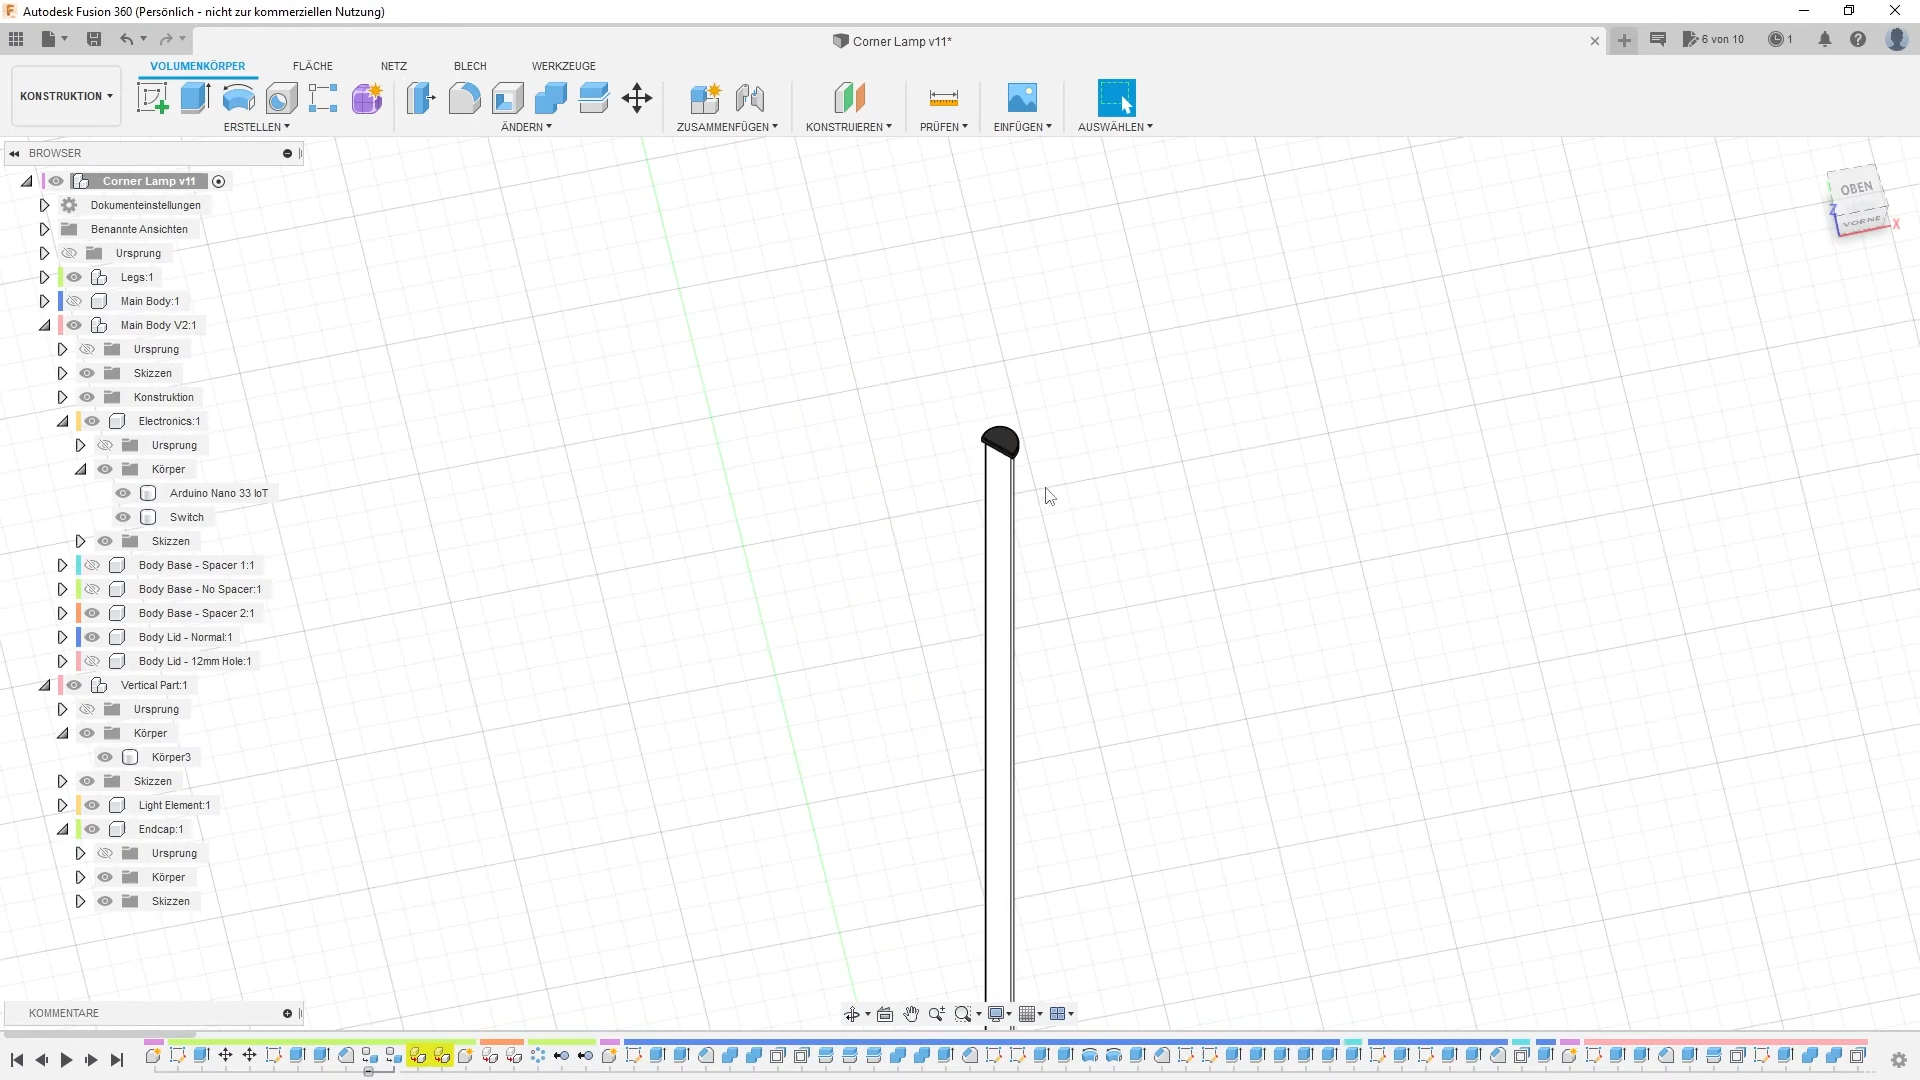 Autodesk Fusion 360 (Persönlich - nicht zur kommerziellen Nutzung)
Corner Lamp v11*
6 von 10
1
VOLUMENKÖRPER
FLÄCHE
NETZ
BLECH
WERKZEUGE
KONSTRUKTION
ERSTELLEN
ÄNDERN
ZUSAMMENFÜGEN
KONSTRUIEREN
PRÜFEN
EINFÜGEN
AUSWÄHLEN
BROWSER
Corner Lamp v11
Dokumenteinstellungen
Benannte Ansichten
Ursprung
Legs:1
Main Body:1
Main Body V2:1
Ursprung
Skizzen
Konstruktion
Electronics:1
Ursprung
Körper
Arduino Nano 33 IoT
Switch
Skizzen
Body Base - Spacer 1:1
Body Base - No Spacer:1
Body Base - Spacer 2:1
Body Lid - Normal:1
Body Lid - 12mm Hole:1
Vertical Part:1
Ursprung
Körper
Körper3
Skizzen
Light Element:1
Endcap:1
Ursprung
Körper
Skizzen
OBEN
VORNE
Z
X
KOMMENTARE